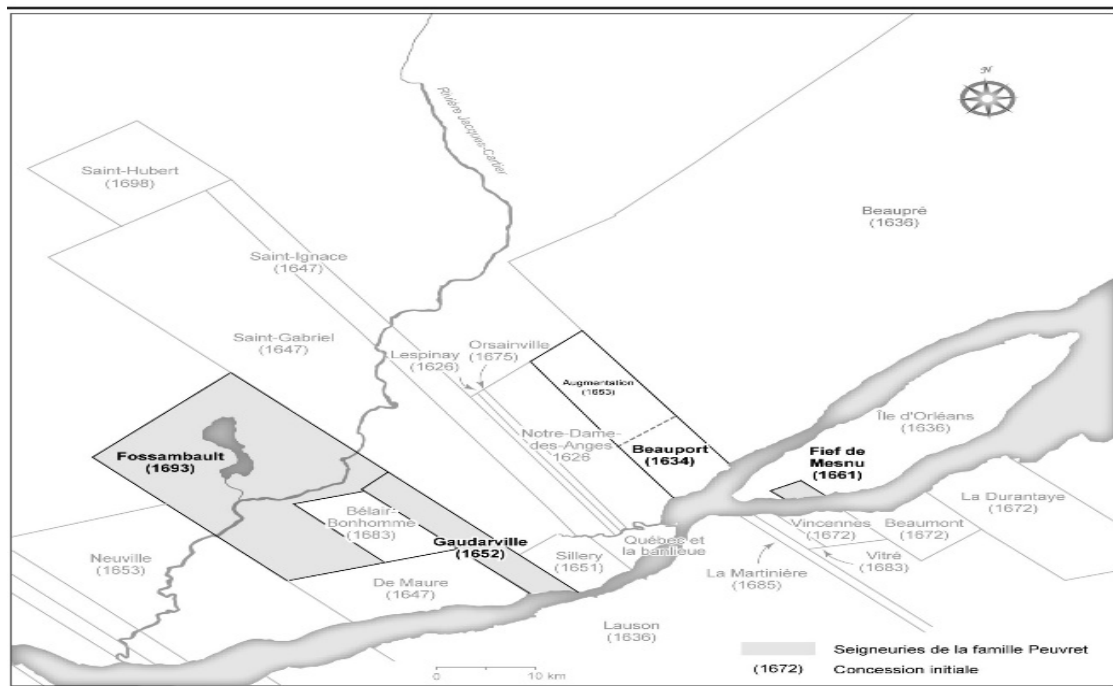 N
Rivière Jacques-Cartier
Saint-Hubert
(1698)
Beaupré
(1636)
Saint-Ignace
(1647)
Saint-Gabriel
(1647)
Orsainville
(1675)
Lespinay
(1626)
Augmentation
(1653)
Île d'Orléans
(1636)
Notre-Dame-
des-Anges
1626
Beauport
(1634)
Fief de
Mesnu
(1661)
Fossambault
(1693)
La Durantaye
(1672)
Bélair-
Bonhomme
(1683)
Vincennes
(1672)
Beaumont
(1672)
Gaudarville
(1652)
Québec et
la banlieue
Neuville
(1653)
Sillery
(1651)
Vitré
(1683)
La Martinière
(1685)
De Maure
(1647)
Lauson
(1636)
Seigneuries de la famille Peuvret
(1672) Concession initiale
0 10 km